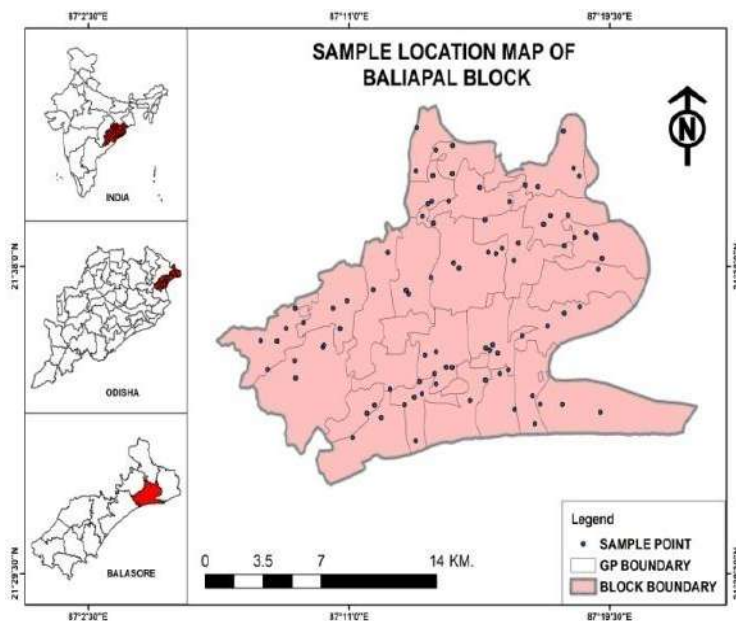 87°2'30"E 87°11'0"E 87°19'30"E
SAMPLE LOCATION MAP OF
BALIAPAL BLOCK
N
INDIA
21°38'0"N
ODISHA
BALASORE
Legend
SAMPLE POINT
GP BOUNDARY
BLOCK BOUNDARY
0 3.5 7 14 KM.
21°29'30"N
87°2'30"E 87°11'0"E 87°19'30"E